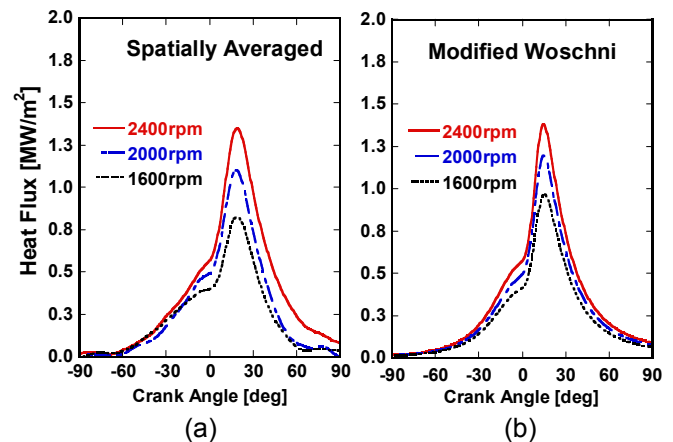 Spatially Averaged
Heat Flux [MW/m²]
2.0
1.8
1.5
1.3
1.0
0.8
0.5
0.3
0.0
2400rpm
2000rpm
1600rpm
-90 -60 -30 0 30 60 90
Crank Angle [deg]
(a)
Modified Woschni
2.0
1.8
1.5
1.3
1.0
0.8
0.5
0.3
0.0
2400rpm
2000rpm
1600rpm
-90 -60 -30 0 30 60 90
Crank Angle [deg]
(b)